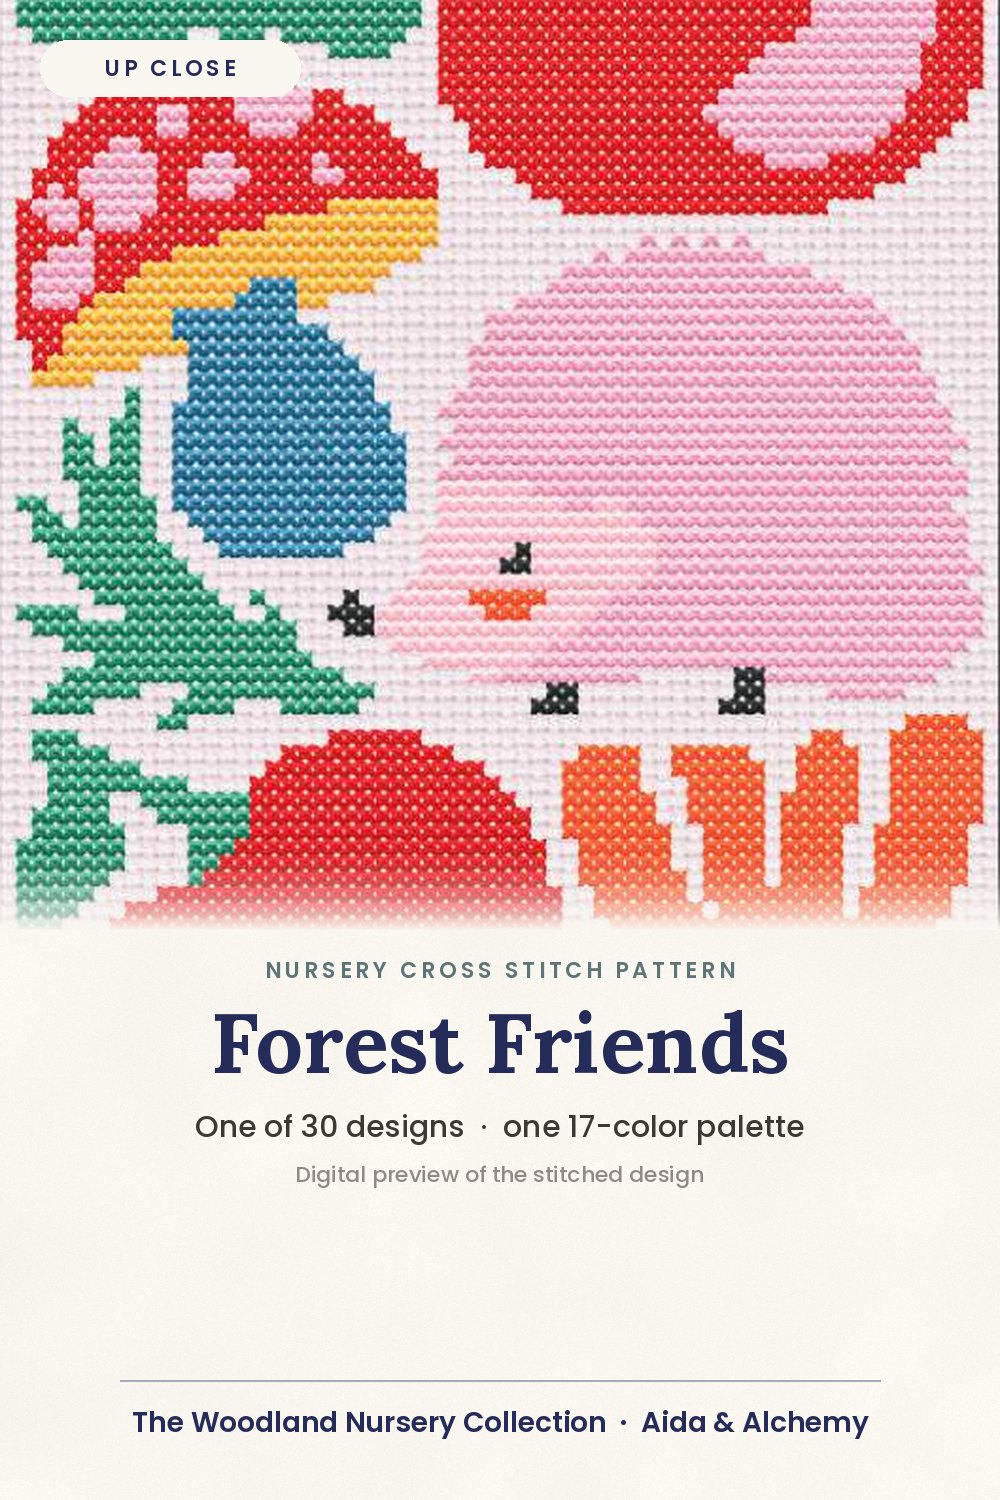 UP CLOSE
NURSERY CROSS STITCH PATTERN
Forest Friends
One of 30 designs · one 17-color palette
Digital preview of the stitched design
The Woodland Nursery Collection · Aida & Alchemy